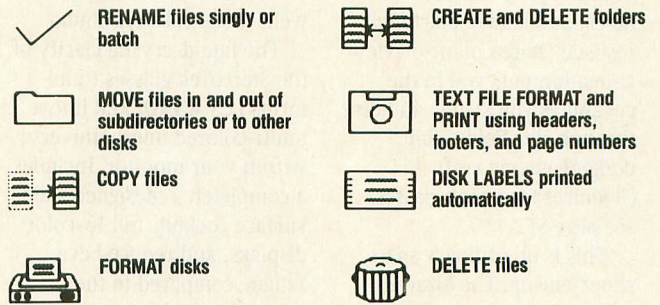 RENAME files singly or
batch
MOVE files in and out of
subdirectories or to other
disks
COPY files
FORMAT disks
CREATE and DELETE folders
TEXT FILE FORMAT and
PRINT using headers,
footers, and page numbers
DISK LABELS printed
automatically
DELETE files